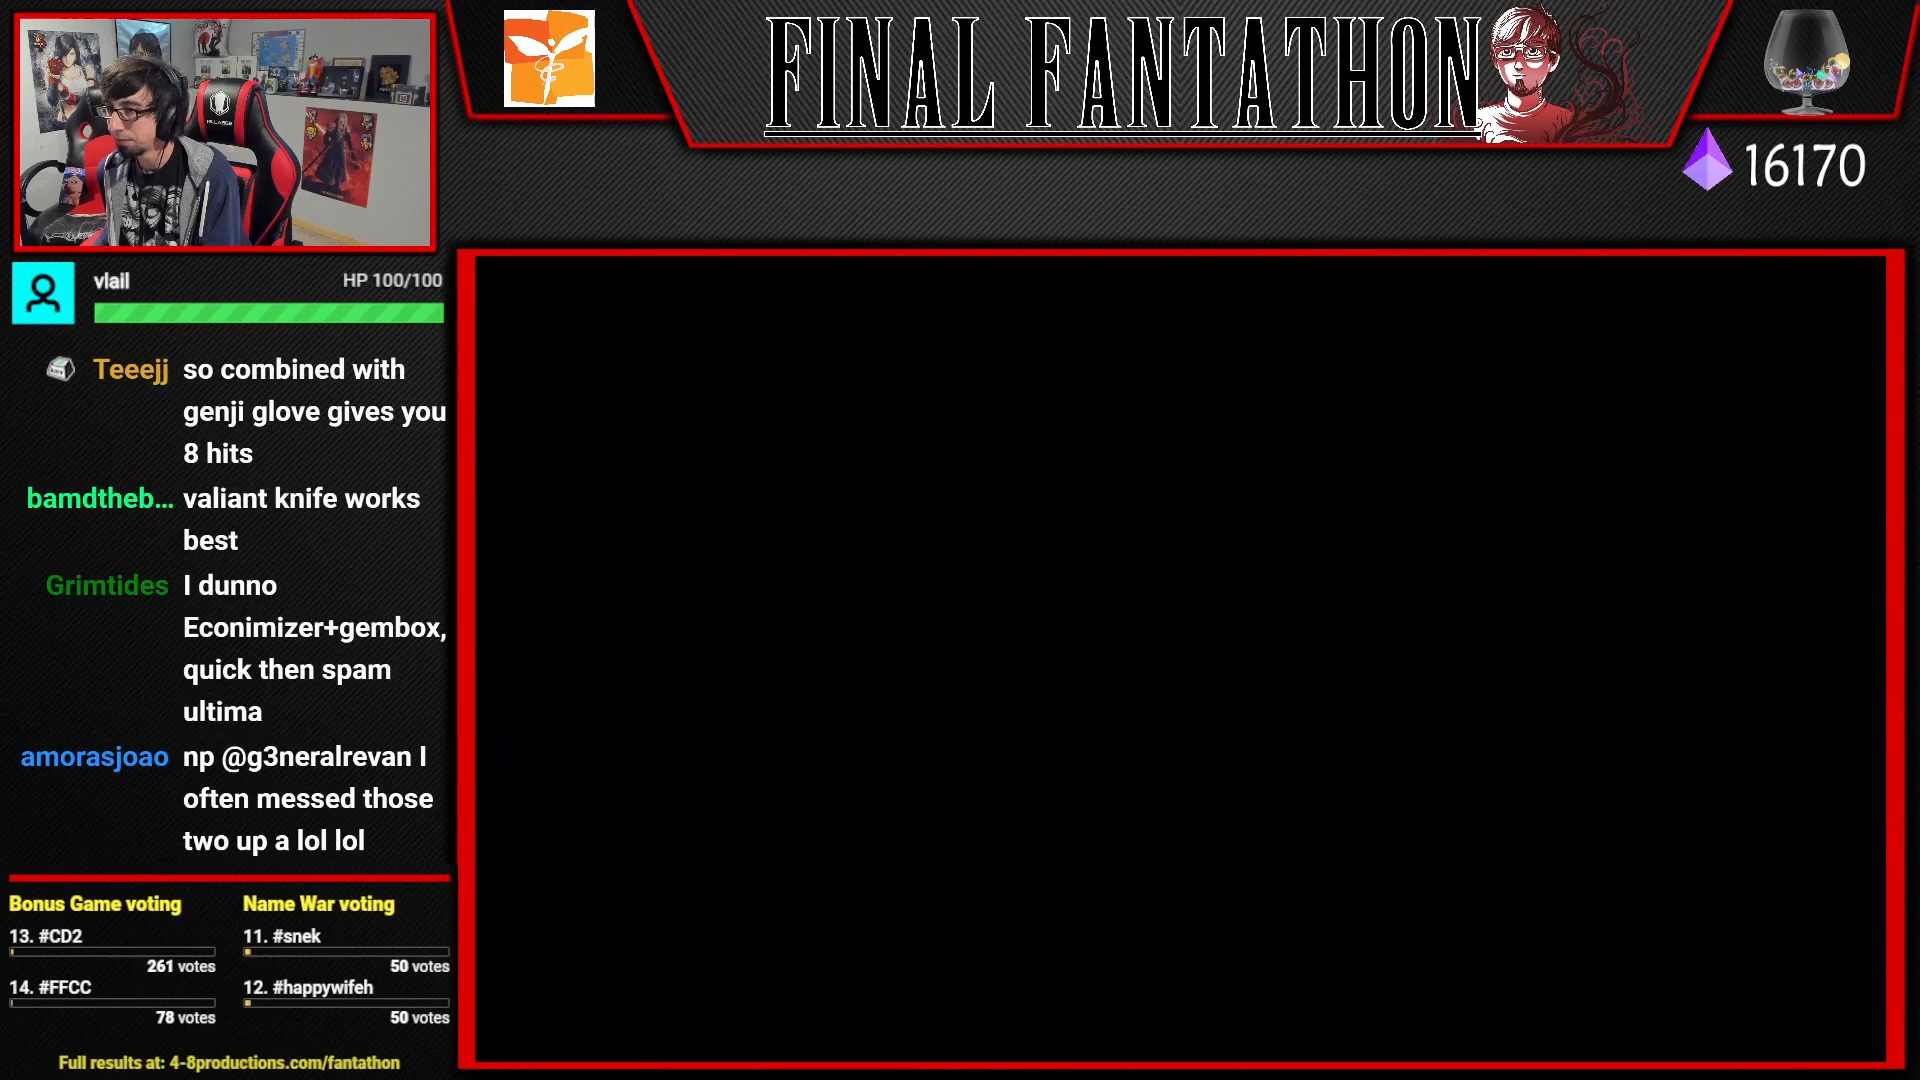 FINAL FANTATHON
16170
vlail HP 100/100
Teeejj so combined with
genji glove gives you
8 hits
bamdtheb... valiant knife works
best
Grimtides I dunno
Econimizer+gembox,
quick then spam
ultima
amorasjoao np @g3neralrevan I
often messed those
two up a lol lol
Bonus Game voting Name War voting
13. #CD2 11. #snek
261 votes 50 votes
14. #FFCC 12. #happywifeh
78 votes 50 votes
Full results at: 4-8productions.com/fantathon